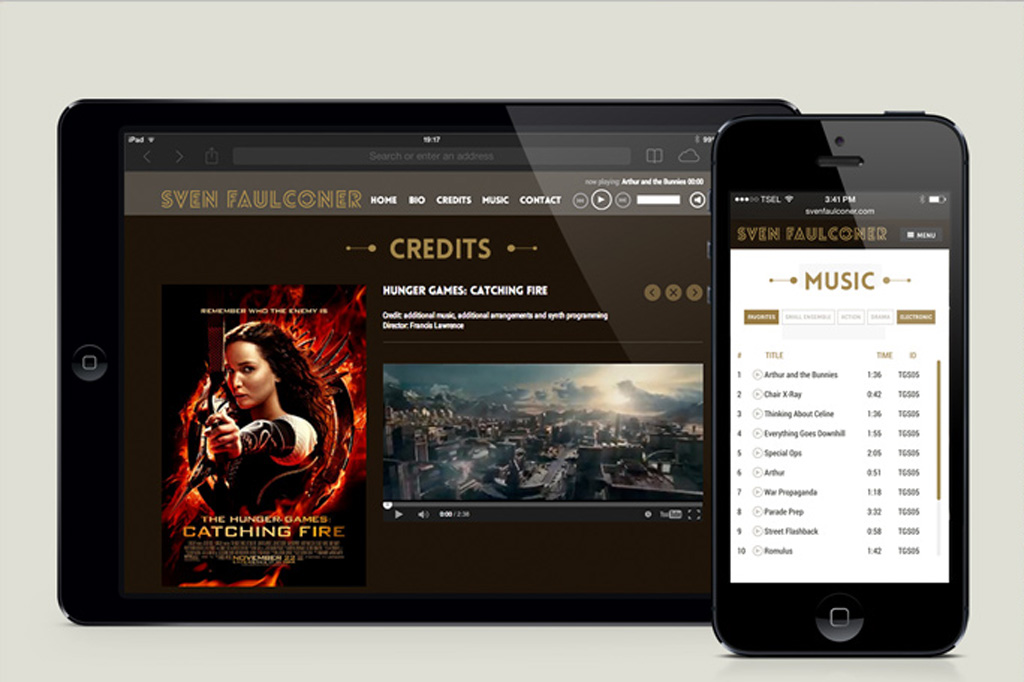 iPad 19:17 99%
Search or enter an address
now playing: Arthur and the Bunnies 00:00
SVEN FAULCONER HOME BIO CREDITS MUSIC CONTACT
CREDITS
REMEMBER WHO THE ENEMY IS
THE HUNGER GAMES
CATCHING FIRE
NOVEMBER 22
HUNGER GAMES: CATCHING FIRE
Credit: additional music, additional arrangements and synth programming
Director: Francis Lawrence
0:00 / 2:36
YouTube
TSEL 3:41 PM
svenfaulconer.com
SVEN FAULCONER MENU
MUSIC
FAVORITES SMALL ENSEMBLE ACTION DRAMA ELECTRONIC
# TITLE TIME ID
1 Arthur and the Bunnies 1:36 TGS05
2 Chair X-Ray 0:42 TGS05
3 Thinking About Celine 1:36 TGS05
4 Everything Goes Downhill 1:55 TGS05
5 Special Ops 2:05 TGS05
6 Arthur 0:51 TGS05
7 War Propaganda 1:18 TGS05
8 Parade Prep 3:32 TGS05
9 Street Flashback 0:58 TGS05
10 Romulus 1:42 TGS05